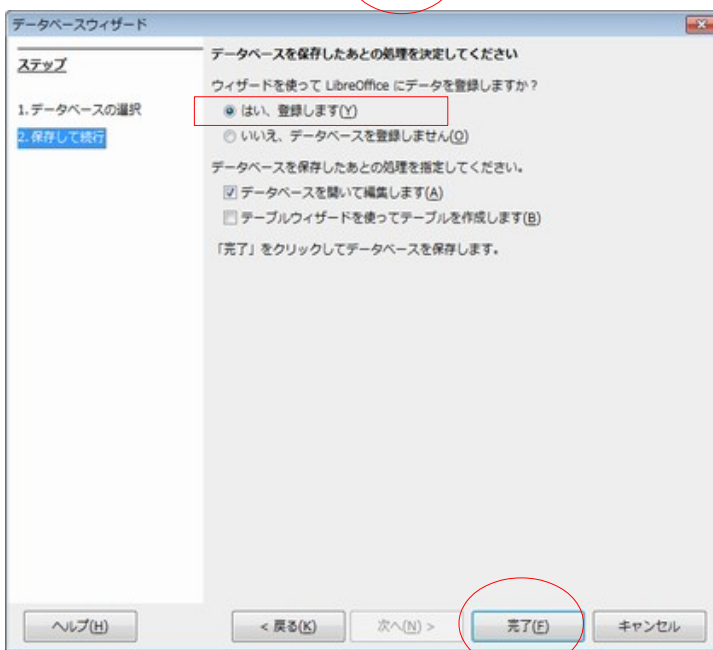 データベースウィザード
ステップ
1.データベースの選択
2.保存して続行
データベースを保存したあとの処理を決定してください
ウィザードを使って LibreOffice にデータを登録しますか？
はい、登録します(Y)
いいえ、データベースを登録しません(O)
データベースを保存したあとの処理を指定してください。
データベースを開いて編集します(A)
テーブルウィザードを使ってテーブルを作成します(B)
「完了」をクリックしてデータベースを保存します。
ヘルプ(H)
< 戻る(K)
次へ(N) >
完了(F)
キャンセル